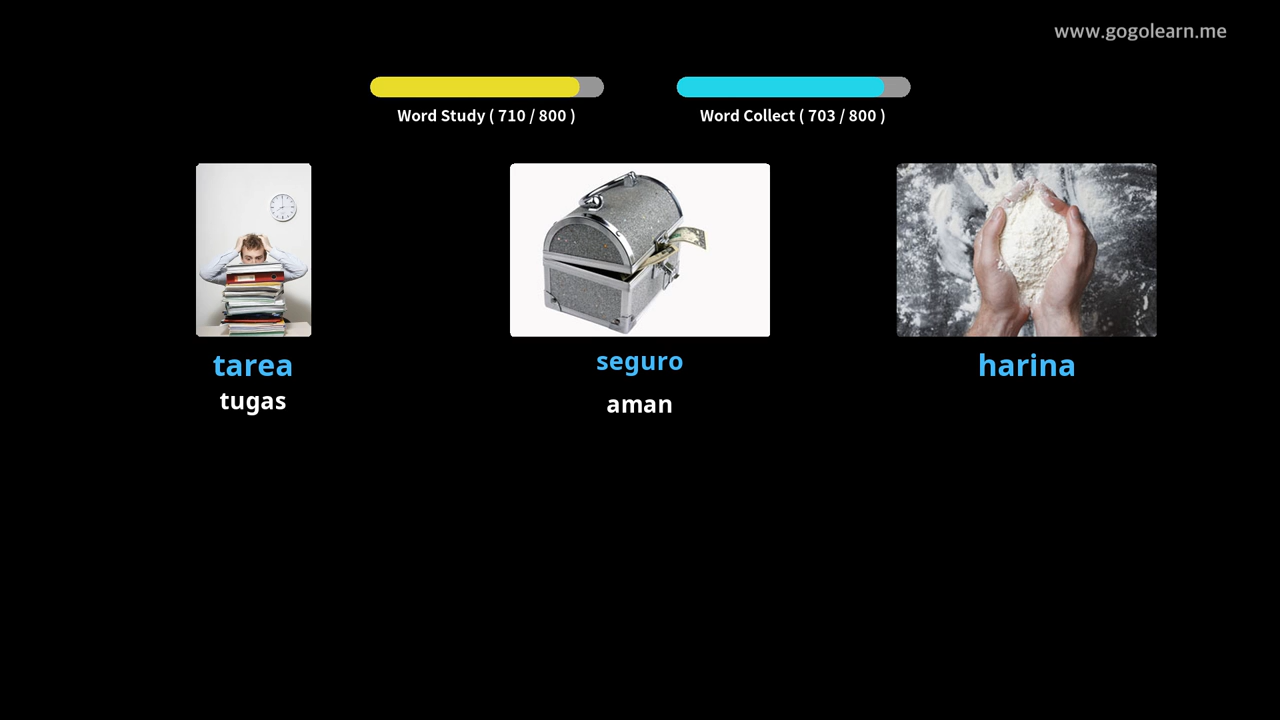 www.gogolearn.me
Word Study ( 710 / 800 )
Word Collect ( 703 / 800 )
tarea
tugas
seguro
aman
harina